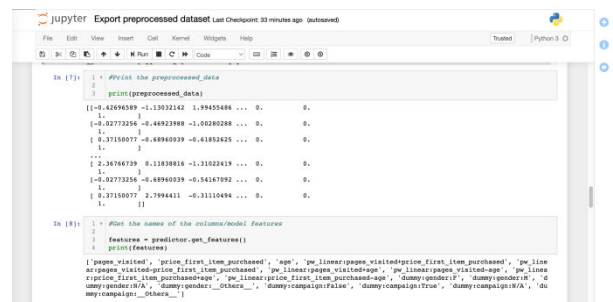 jupyter Export preprocessed dataset Last Checkpoint: 33 minutes ago (autosaved)
File Edit View Insert Cell Kernel Widgets Help Trusted Python 3
Run Code
In [7]: 1 #Print the preprocessed_data
2
3 print(preprocessed_data)
[[-0.42696589 -1.13032142 1.99455486 ... 0. 0.
1. ]
[-0.02773256 -0.46923988 -1.00280288 ... 0. 0.
1. ]
[ 0.37150077 -0.68960039 -0.61852625 ... 0. 0.
1. ]
...
[ 2.36766739 0.11838816 -1.31022419 ... 0. 0.
1. ]
[-0.02773256 -0.68960039 -0.54167092 ... 0. 0.
1. ]
[ 0.37150077 2.7994411 -0.31110494 ... 0. 0.
1. ]]
In [8]: 1 #Get the names of the columns/model features
2
3 features = predictor.get_features()
4 print(features)
['pages_visited', 'price_first_item_purchased', 'age', 'pw_linear:pages_visited+price_first_item_purchased', 'pw_line
ar:pages_visited-price_first_item_purchased', 'pw_linear:pages_visited+age', 'pw_linear:pages_visited-age', 'pw_linea
r:price_first_item_purchased+age', 'pw_linear:price_first_item_purchased-age', 'dummy:gender:F', 'dummy:gender:M', 'd
ummy:gender:N/A', 'dummy:gender:__Others__', 'dummy:campaign:False', 'dummy:campaign:True', 'dummy:campaign:N/A', 'du
mmy:campaign:__Others__']